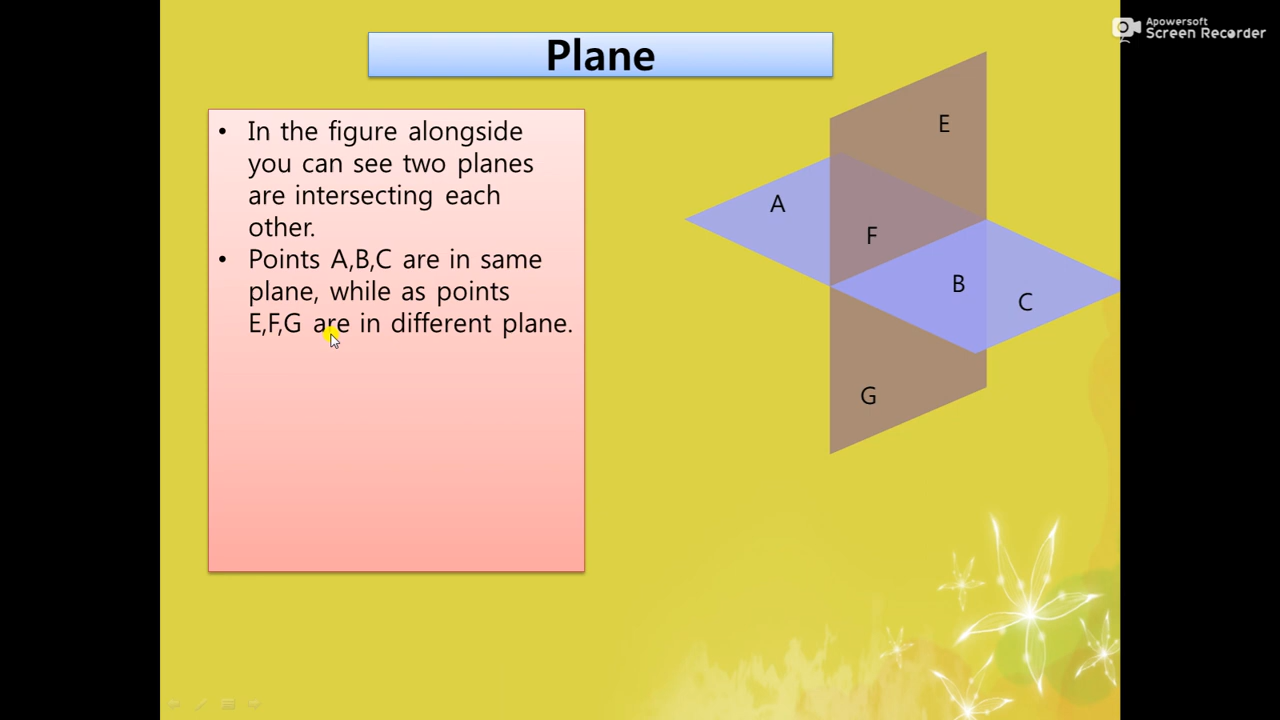 Apowersoft
Screen Recorder
Plane
• In the figure alongside
you can see two planes
are intersecting each
other.
• Points A,B,C are in same
plane, while as points
E,F,G are in different plane.
E
A
F
B
C
G